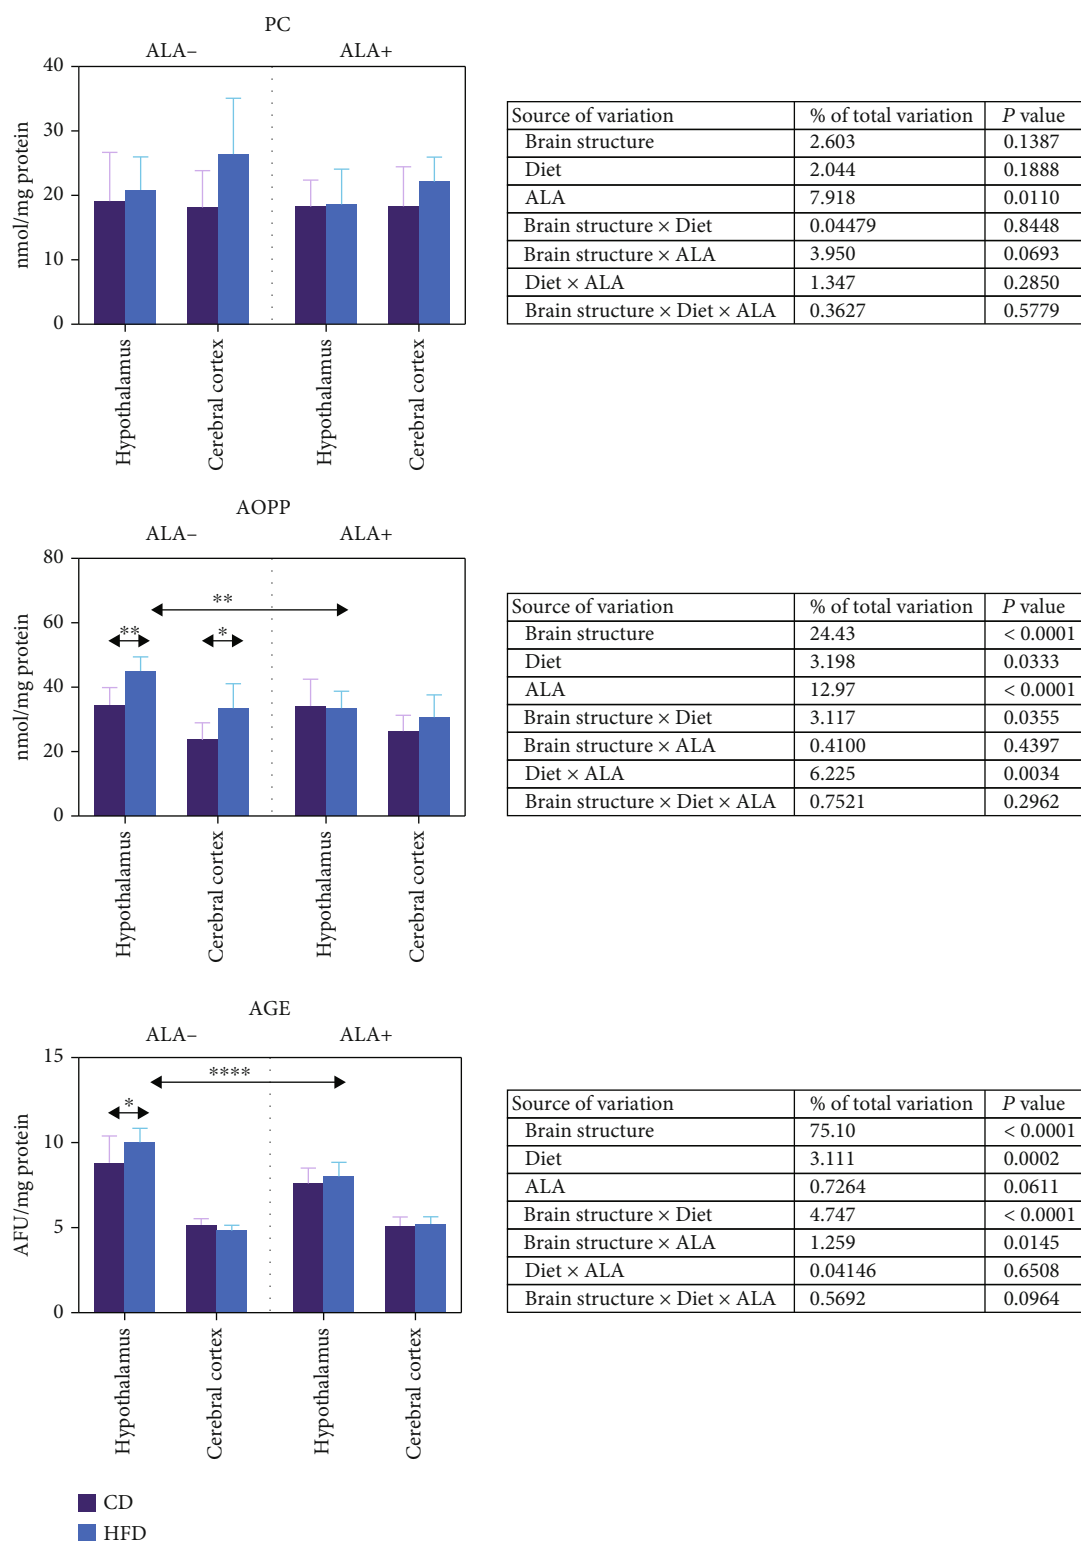 PC
ALA–
ALA+
nmol/mg protein
40
30
20
10
0
Hypothalamus
Cerebral cortex
Hypothalamus
Cerebral cortex
Source of variation | % of total variation | P value
Brain structure | 2.603 | 0.1387
Diet | 2.044 | 0.1888
ALA | 7.918 | 0.0110
Brain structure × Diet | 0.04479 | 0.8448
Brain structure × ALA | 3.950 | 0.0693
Diet × ALA | 1.347 | 0.2850
Brain structure × Diet × ALA | 0.3627 | 0.5779
AOPP
ALA–
ALA+
nmol/mg protein
80
60
40
20
0
**
**
*
Hypothalamus
Cerebral cortex
Hypothalamus
Cerebral cortex
Source of variation | % of total variation | P value
Brain structure | 24.43 | < 0.0001
Diet | 3.198 | 0.0333
ALA | 12.97 | < 0.0001
Brain structure × Diet | 3.117 | 0.0355
Brain structure × ALA | 0.4100 | 0.4397
Diet × ALA | 6.225 | 0.0034
Brain structure × Diet × ALA | 0.7521 | 0.2962
AGE
ALA–
ALA+
AFU/mg protein
15
10
5
0
****
*
Hypothalamus
Cerebral cortex
Hypothalamus
Cerebral cortex
Source of variation | % of total variation | P value
Brain structure | 75.10 | < 0.0001
Diet | 3.111 | 0.0002
ALA | 0.7264 | 0.0611
Brain structure × Diet | 4.747 | < 0.0001
Brain structure × ALA | 1.259 | 0.0145
Diet × ALA | 0.04146 | 0.6508
Brain structure × Diet × ALA | 0.5692 | 0.0964
CD
HFD